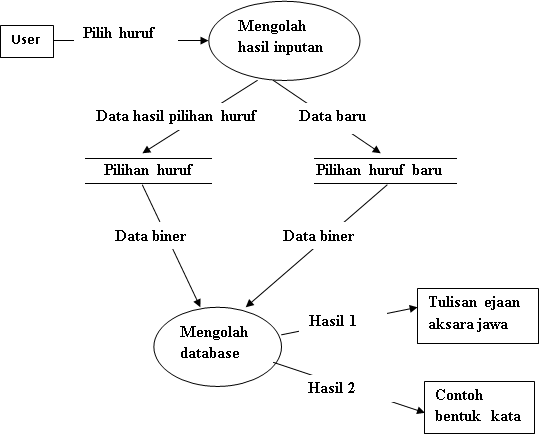 User
Pilih huruf
Mengolah
hasil inputan
Data hasil pilihan huruf
Data baru
Pilihan huruf
Pilihan huruf baru
Data biner
Data biner
Mengolah
database
Hasil 1
Tulisan ejaan
aksara jawa
Hasil 2
Contoh
bentuk kata